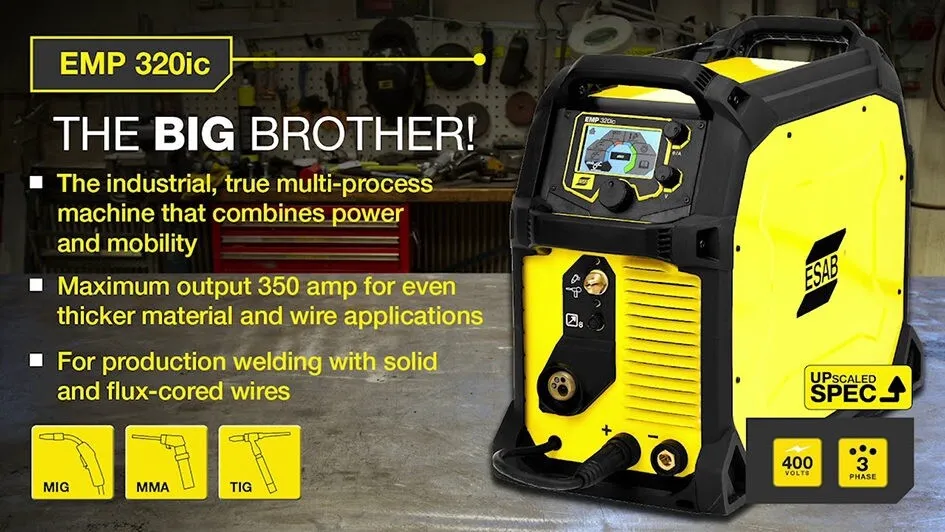 EMP 320ic
THE BIG BROTHER!
The industrial, true multi-process
machine that combines power
and mobility
Maximum output 350 amp for even
thicker material and wire applications
For production welding with solid
and flux-cored wires
MIG
MMA
TIG
EMP 320ic
V
8
+
−
ESAB
UPSCALED
SPEC
400
VOLTS
3
PHASE